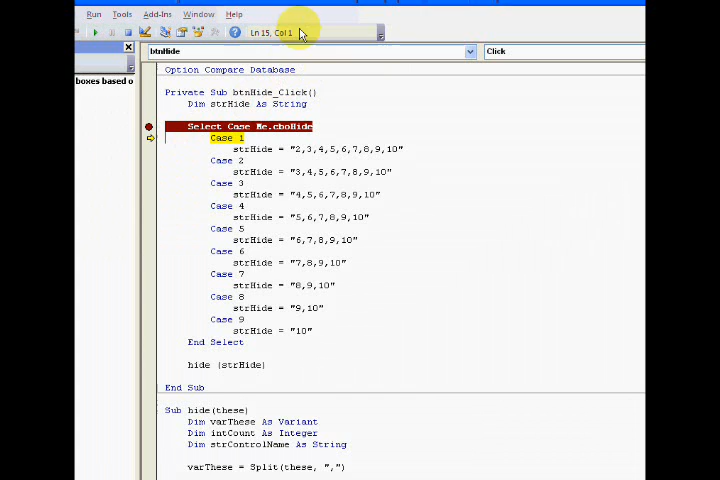 Run Tools Add-Ins Window Help
Ln 15, Col 1
boxes based o
btnHide Click
Option Compare Database
Private Sub btnHide_Click()
Dim strHide As String
Select Case Me.cboHide
Case 1
strHide = "2,3,4,5,6,7,8,9,10"
Case 2
strHide = "3,4,5,6,7,8,9,10"
Case 3
strHide = "4,5,6,7,8,9,10"
Case 4
strHide = "5,6,7,8,9,10"
Case 5
strHide = "6,7,8,9,10"
Case 6
strHide = "7,8,9,10"
Case 7
strHide = "8,9,10"
Case 8
strHide = "9,10"
Case 9
strHide = "10"
End Select
hide (strHide)
End Sub
Sub hide(these)
Dim varThese As Variant
Dim intCount As Integer
Dim strControlName As String
varThese = Split(these, ",")